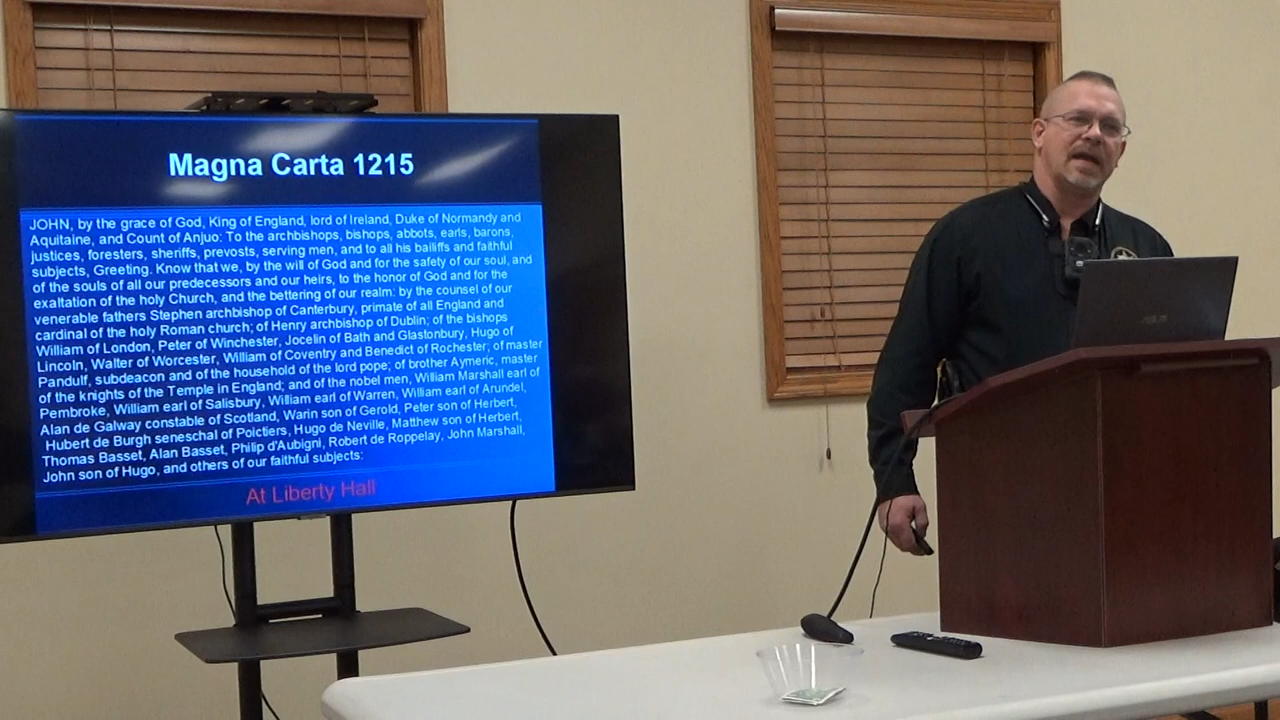 Magna Carta 1215
JOHN, by the grace of God, King of England, lord of Ireland, Duke of Normandy and
Aquitaine, and Count of Anjuo: To the archbishops, bishops, abbots, earls, barons,
justices, foresters, sheriffs, prevosts, serving men, and to all his bailiffs and faithful
subjects, Greeting. Know that we, by the will of God and for the safety of our soul, and
of the souls of all our predecessors and our heirs, to the honor of God and for the
exaltation of the holy Church, and the bettering of our realm: by the counsel of our
venerable fathers Stephen archbishop of Canterbury, primate of all England and
cardinal of the holy Roman church; of Henry archbishop of Dublin; of the bishops
William of London, Peter of Winchester, Jocelin of Bath and Glastonbury, Hugo of
Lincoln, Walter of Worcester, William of Coventry and Benedict of Rochester; of master
Pandulf, subdeacon and of the household of the lord pope; of brother Aymeric, master
of the knights of the Temple in England; and of the nobel men, William Marshall earl of
Pembroke, William earl of Salisbury, William earl of Warren, William earl of Arundel,
Alan de Galway constable of Scotland, Warin son of Gerold, Peter son of Herbert,
Hubert de Burgh seneschal of Poictiers, Hugo de Neville, Matthew son of Herbert,
Thomas Basset, Alan Basset, Philip d'Aubigni, Robert de Roppelay, John Marshall,
John son of Hugo, and others of our faithful subjects:
At Liberty Hall
ASUS